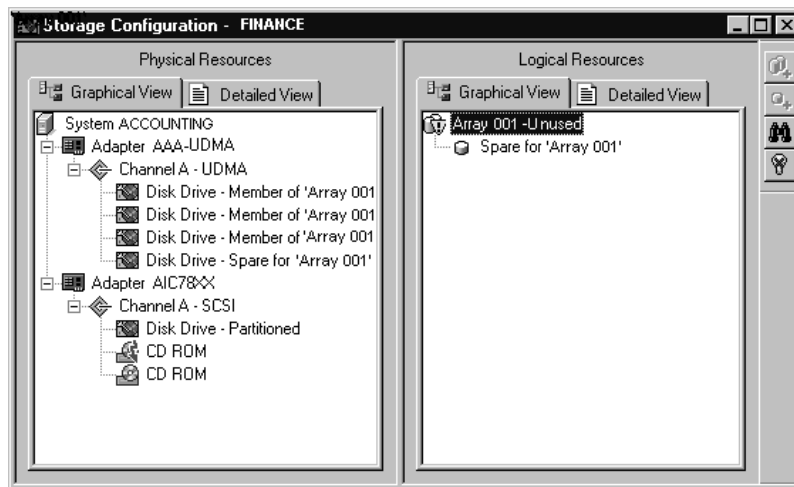 Storage Configuration - FINANCE
Physical Resources
Graphical View
Detailed View
System ACCOUNTING
Adapter AAA-UDMA
Channel A - UDMA
Disk Drive - Member of 'Array 001
Disk Drive - Member of 'Array 001
Disk Drive - Member of 'Array 001
Disk Drive - Spare for 'Array 001'
Adapter AIC78XX
Channel A - SCSI
Disk Drive - Partitioned
CD ROM
CD ROM
Logical Resources
Graphical View
Detailed View
Array 001 -Unused
Spare for 'Array 001'